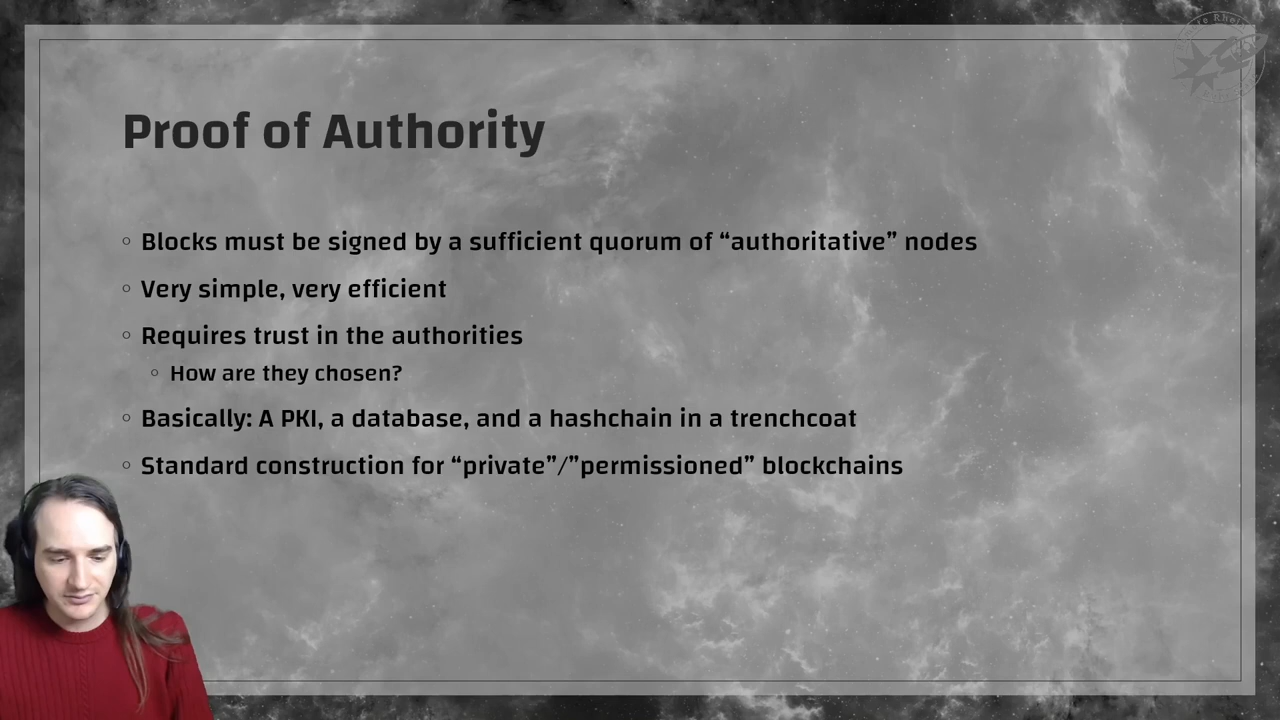 Proof of Authority
Blocks must be signed by a sufficient quorum of “authoritative” nodes
Very simple, very efficient
Requires trust in the authorities
How are they chosen?
Basically: A PKI, a database, and a hashchain in a trenchcoat
Standard construction for “private”/”permissioned” blockchains